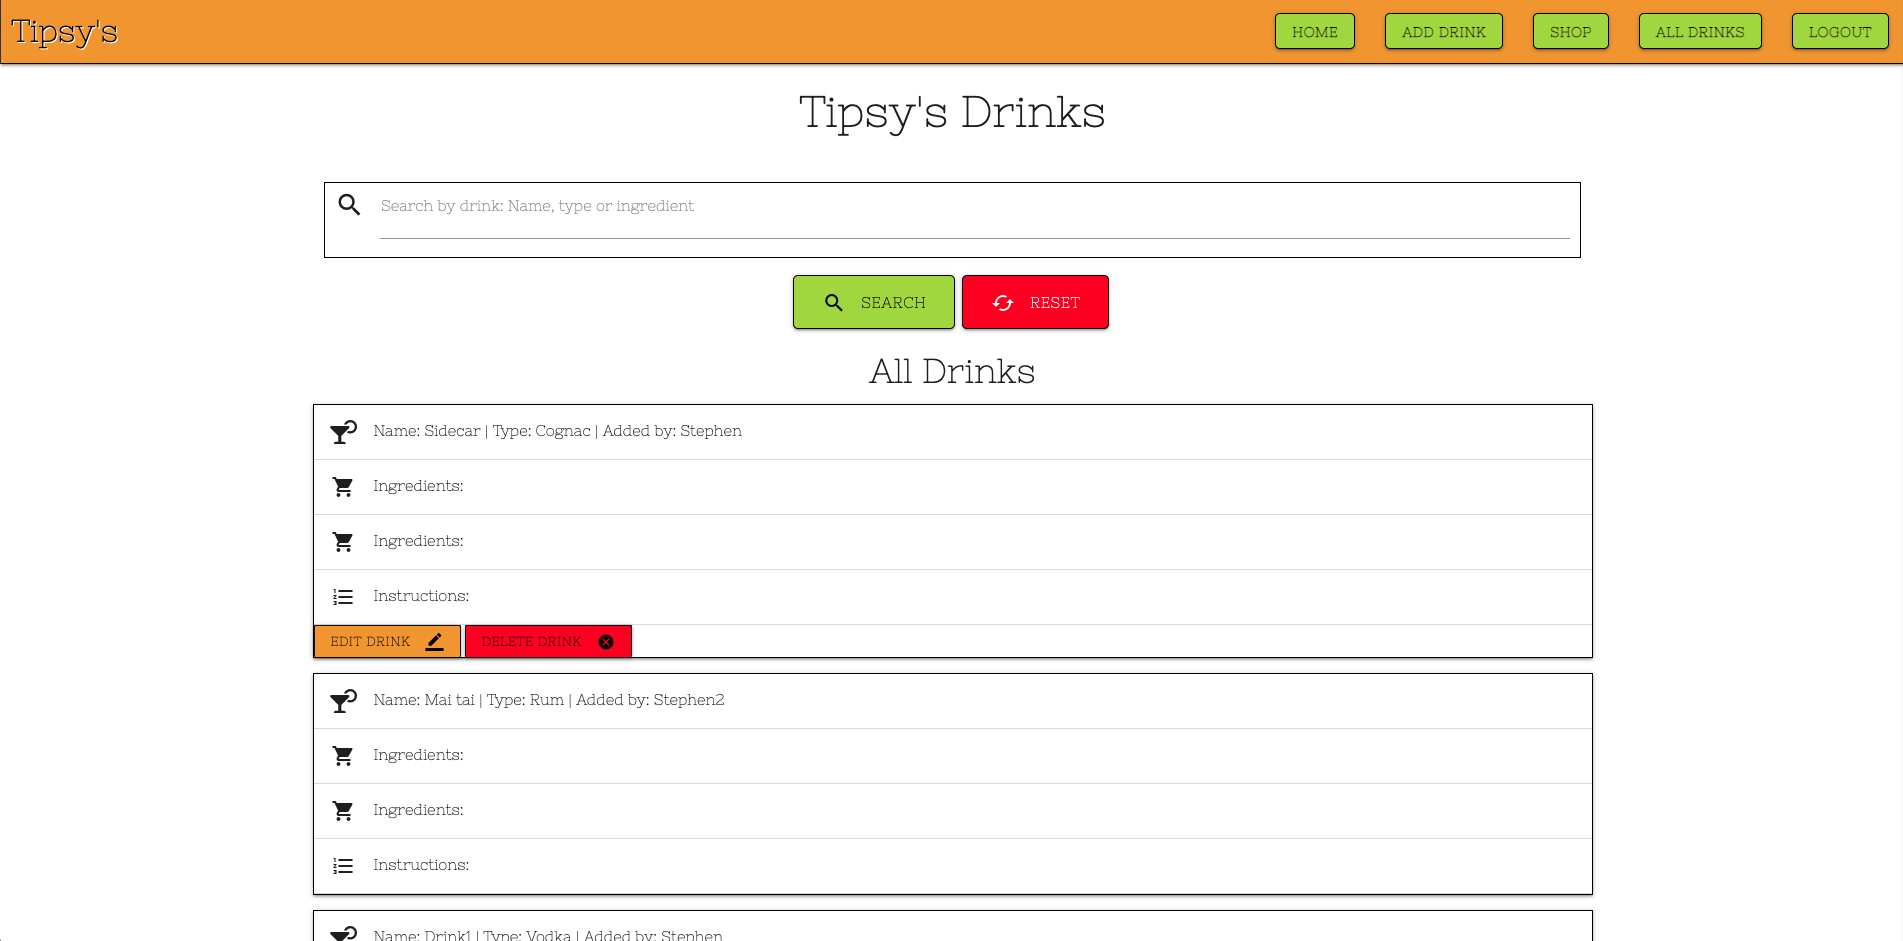 Tipsy's
HOME
ADD DRINK
SHOP
ALL DRINKS
LOGOUT
Tipsy's Drinks
Search by drink: Name, type or ingredient
SEARCH
RESET
All Drinks
Name: Sidecar | Type: Cognac | Added by: Stephen
Ingredients:
Ingredients:
Instructions:
EDIT DRINK
DELETE DRINK
Name: Mai tai | Type: Rum | Added by: Stephen2
Ingredients:
Ingredients:
Instructions:
Name: Drink1 | Type: Vodka | Added by: Stephen